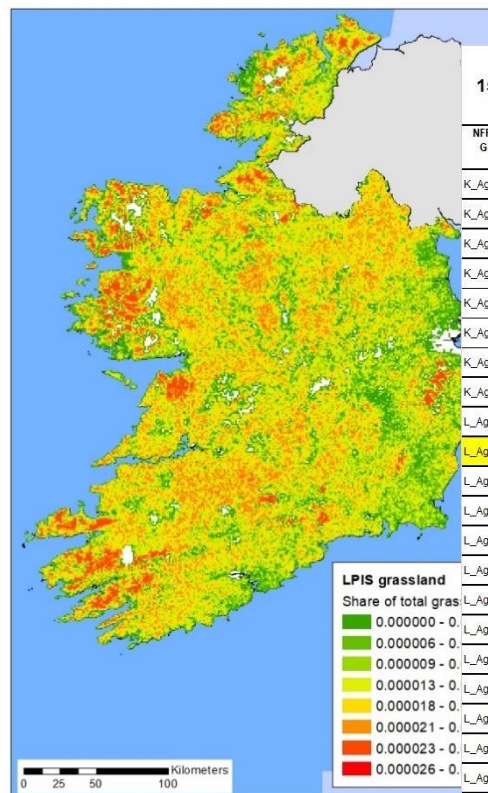 LPIS grassland
Share of total gras
0.000000 - 0.
0.000006 - 0.
0.000009 - 0.
0.000013 - 0.
0.000018 - 0.
0.000021 - 0.
0.000023 - 0.
0.000026 - 0.
Kilometers
0 25 50 100
1
NFR
G
K_Ag
K_Ag
K_Ag
K_Ag
K_Ag
K_Ag
K_Ag
K_Ag
L_Ag
L_Ag
L_Ag
L_Ag
L_Ag
L_Ag
L_Ag
L_Ag
L_Ag
L_Ag
L_Ag
L_Ag
L_Ag